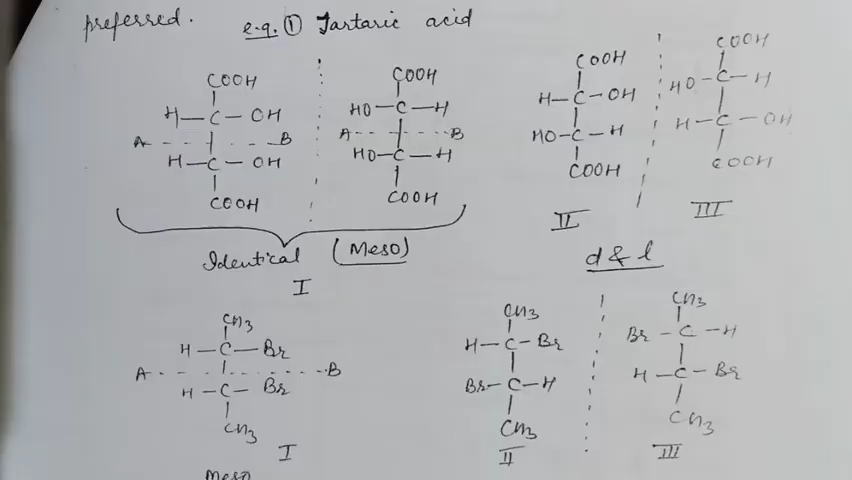 preferred. e.g. ① Tartaric acid
COOH COOH COOH COOH
H-C-OH HO-C-H H-C-OH HO-C-H
A B A B
H-C-OH HO-C-H HO-C-H H-C-OH
COOH COOH COOH COOH
II III
Identical (Meso) d & l
I
CH3 CH3 CH3
H-C-Br H-C-Br Br-C-H
A B
H-C-Br Br-C-H H-C-Br
CH3 CH3 CH3
I II III
Meso